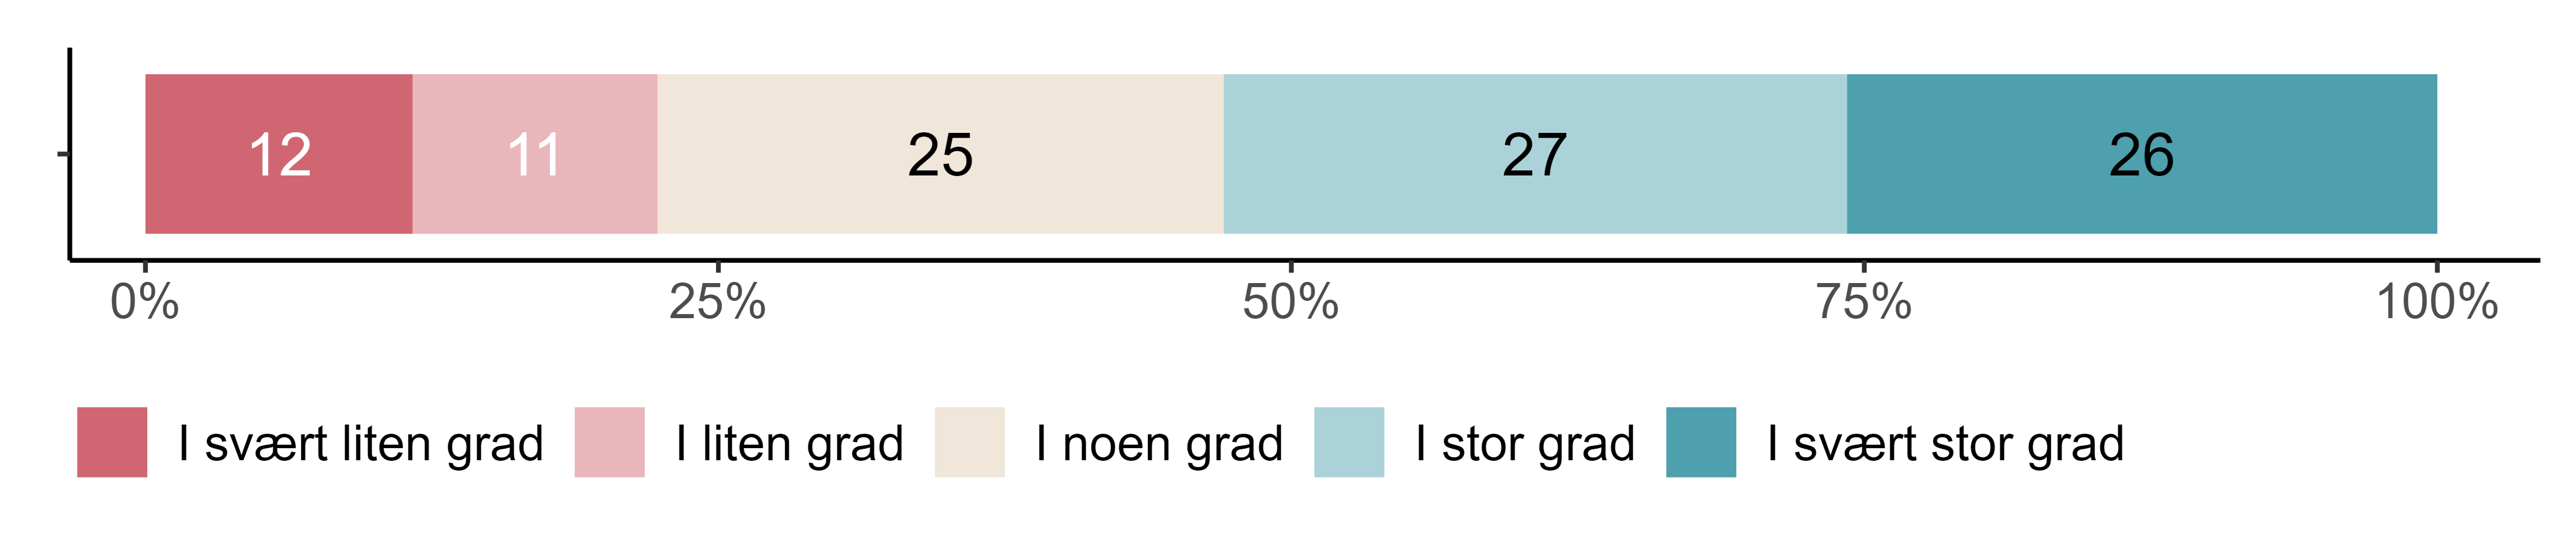 12 11 25 27 26
0% 25% 50% 75% 100%
I svært liten grad I liten grad I noen grad I stor grad I svært stor grad